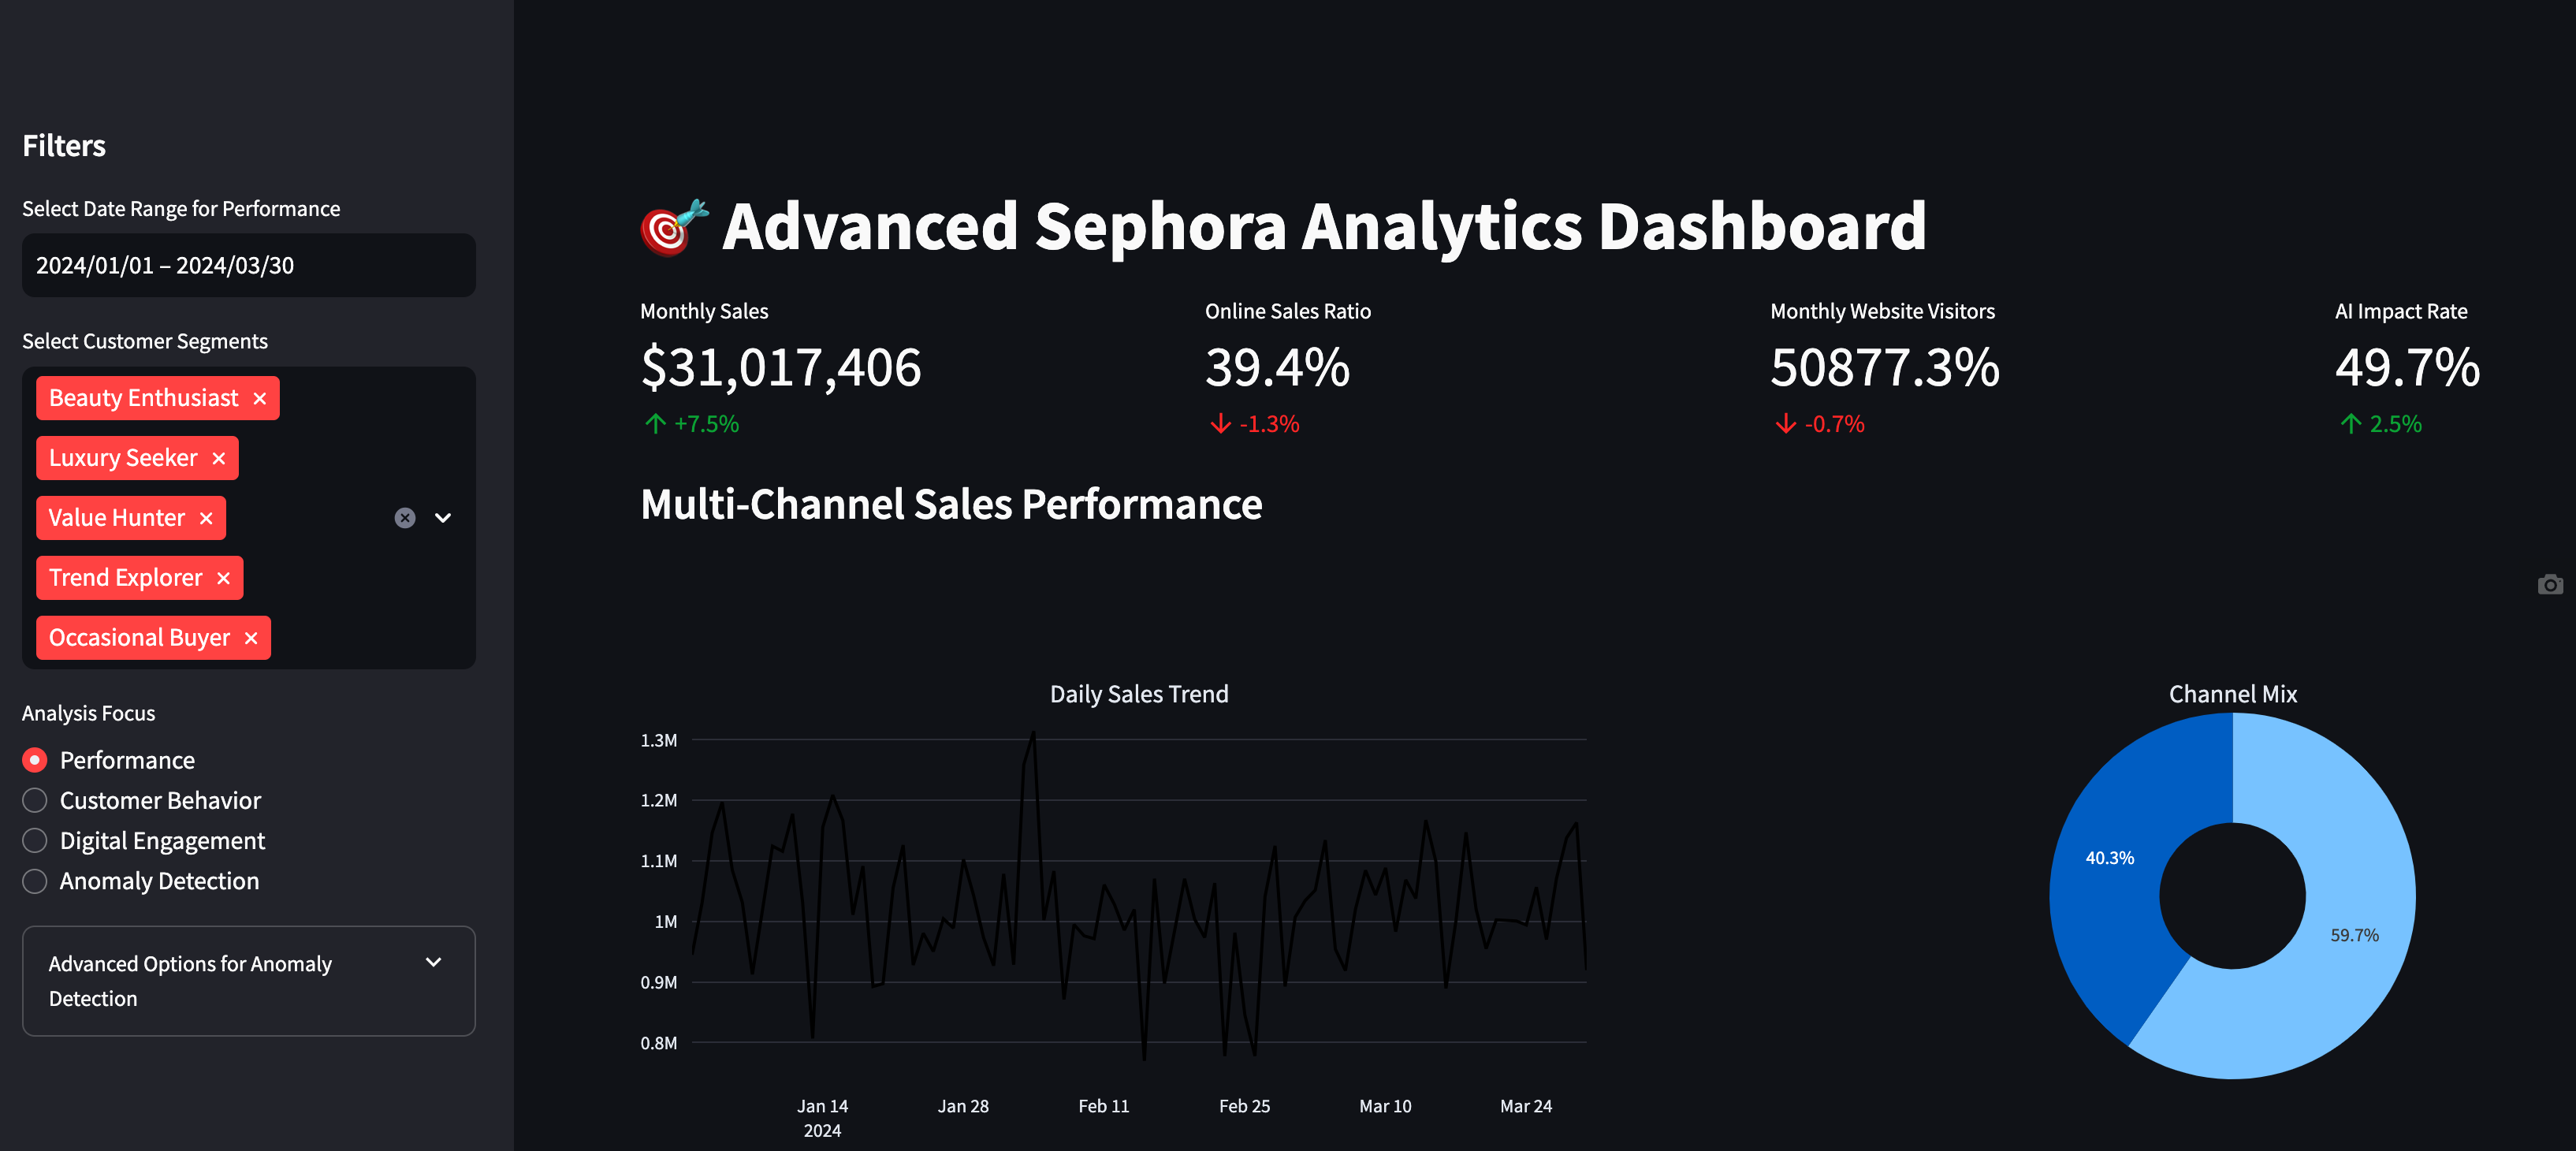 Filters
Select Date Range for Performance
2024/01/01 – 2024/03/30
Select Customer Segments
Beauty Enthusiast ×
Luxury Seeker ×
Value Hunter ×
Trend Explorer ×
Occasional Buyer ×
Analysis Focus
Performance
Customer Behavior
Digital Engagement
Anomaly Detection
Advanced Options for Anomaly
Detection
🎯 Advanced Sephora Analytics Dashboard
Monthly Sales
$31,017,406
↑ +7.5%
Online Sales Ratio
39.4%
↓ -1.3%
Monthly Website Visitors
50877.3%
↓ -0.7%
AI Impact Rate
49.7%
↑ 2.5%
Multi-Channel Sales Performance
Daily Sales Trend
1.3M
1.2M
1.1M
1M
0.9M
0.8M
Jan 14
2024
Jan 28
Feb 11
Feb 25
Mar 10
Mar 24
Channel Mix
40.3%
59.7%